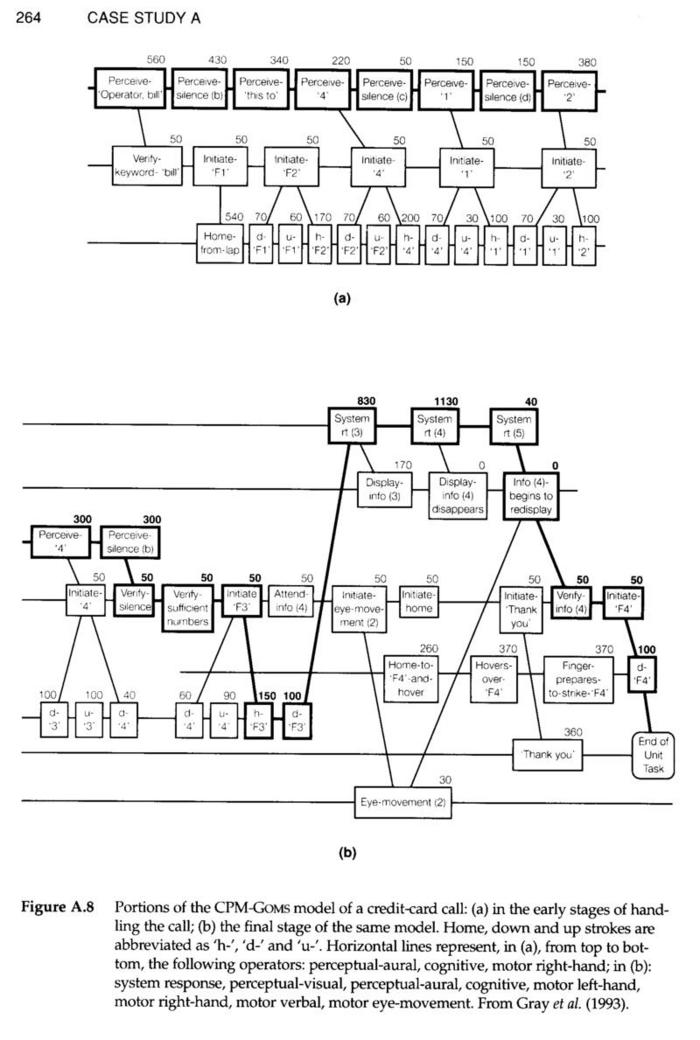 264 CASE STUDY A
560 430 340 220 50 150 150 380
Perceive- Perceive- Perceive- Perceive- Perceive- Perceive- Perceive- Perceive-
'Operator, bill' silence (b) 'this to' '4' silence (c) '1' silence (d) '2'
50 50 50 50 50 50
Verify- Initiate- Initiate- Initiate- Initiate- Initiate-
keyword- 'bill' 'F1' 'F2' '4' '1' '2'
540 70 60 170 70 60 200 70 30 100 70 30 100
Home- d- u- h- d- u- h- d- u- h- d- u- h-
from-lap 'F1' 'F1' 'F2' 'F2' 'F2' '4' '4' '4' '1' '1' '1' '2'
(a)
830 1130 40
System System System
rt (3) rt (4) rt (5)
170 0 0
Display- Display- Info (4)-
info (3) info (4) begins to
disappears redisplay
300 300
Perceive- Perceive-
'4' silence (b)
50 50 50 50 50 50 50 50 50 50
Initiate- Verify- Verify- Initiate Attend- Initiate- Initiate- Initiate- Verify- Initiate-
'4' silence sufficient 'F3' info (4) eye-move- home 'Thank info (4) 'F4'
numbers ment (2) you'
260 370 370 100
Home-to- Hovers- Finger- d-
'F4'-and- over- prepares- 'F4'
hover 'F4' to-strike-'F4'
100 100 40 60 90 150 100
d- u- d- d- u- h- d-
'3' '3' '4' '4' '4' 'F3' 'F3'
360
'Thank you'
End of
Unit
Task
30
Eye-movement (2)
(b)
Figure A.8 Portions of the CPM-GOMS model of a credit-card call: (a) in the early stages of hand-
ling the call; (b) the final stage of the same model. Home, down and up strokes are
abbreviated as 'h-', 'd-' and 'u-'. Horizontal lines represent, in (a), from top to bot-
tom, the following operators: perceptual-aural, cognitive, motor right-hand; in (b):
system response, perceptual-visual, perceptual-aural, cognitive, motor left-hand,
motor right-hand, motor verbal, motor eye-movement. From Gray et al. (1993).